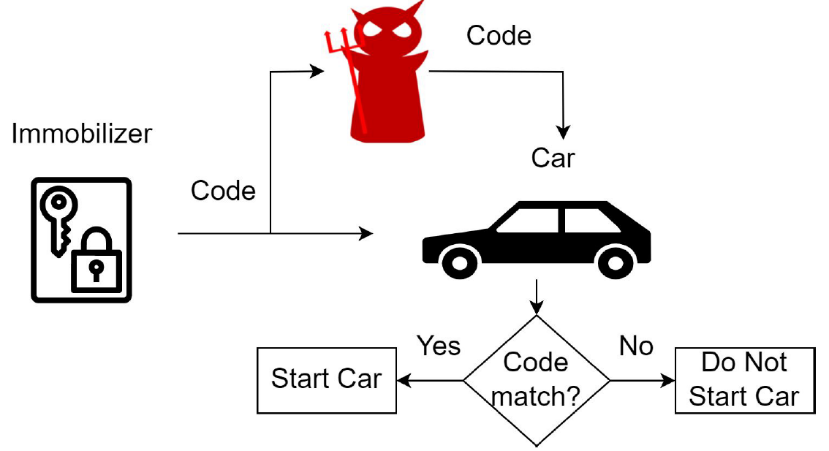 Code
Immobilizer
Car
Code
Yes
No
Start Car
Code
match?
Do Not
Start Car